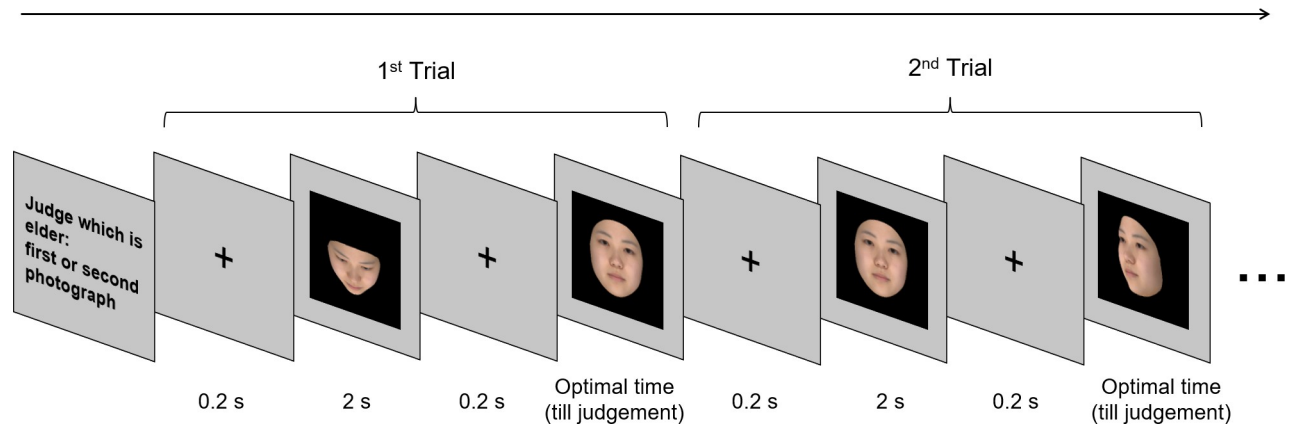 1st Trial
2nd Trial
Judge which is
elder:
first or second
photograph
+
+
+
+
...
0.2 s
2 s
0.2 s
Optimal time
(till judgement)
0.2 s
2 s
0.2 s
Optimal time
(till judgement)